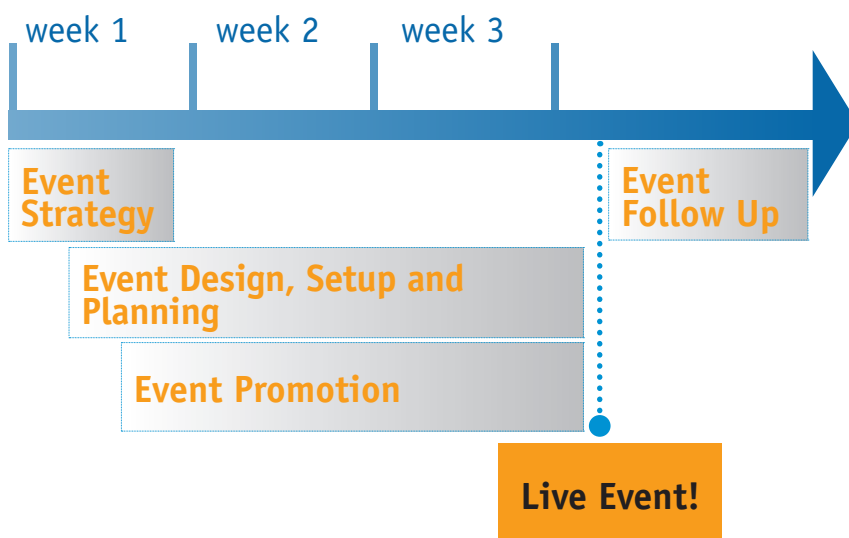 week 1
week 2
week 3
Event
Strategy
Event
Follow Up
Event Design, Setup and
Planning
Event Promotion
Live Event!